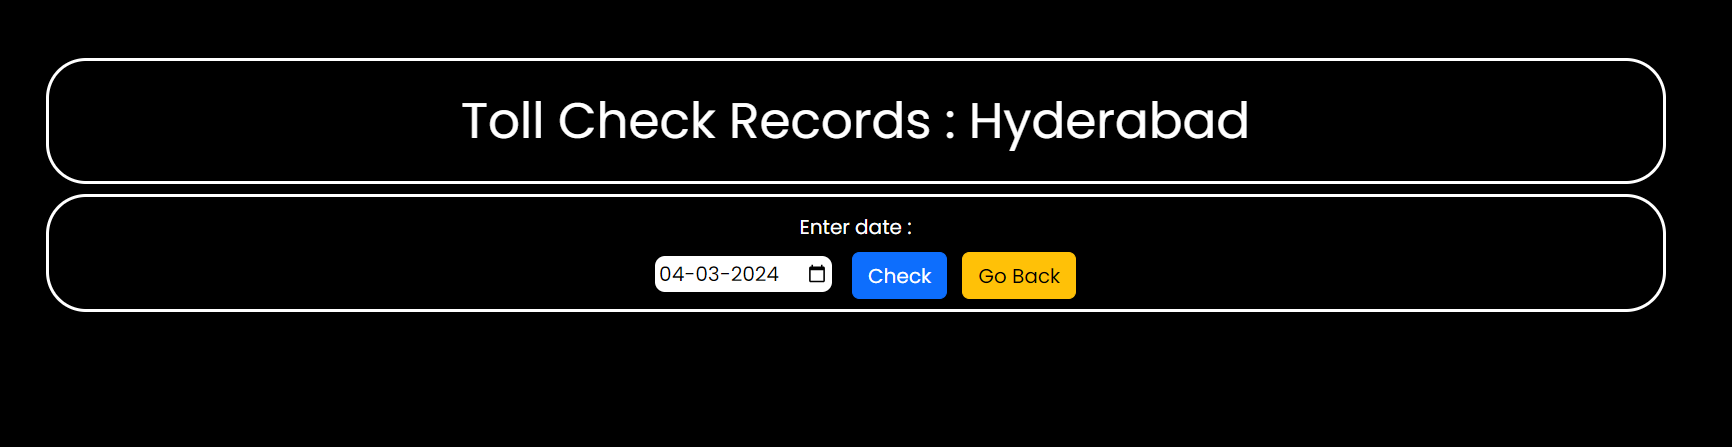 Toll Check Records : Hyderabad
Enter date :
04-03-2024 Check Go Back